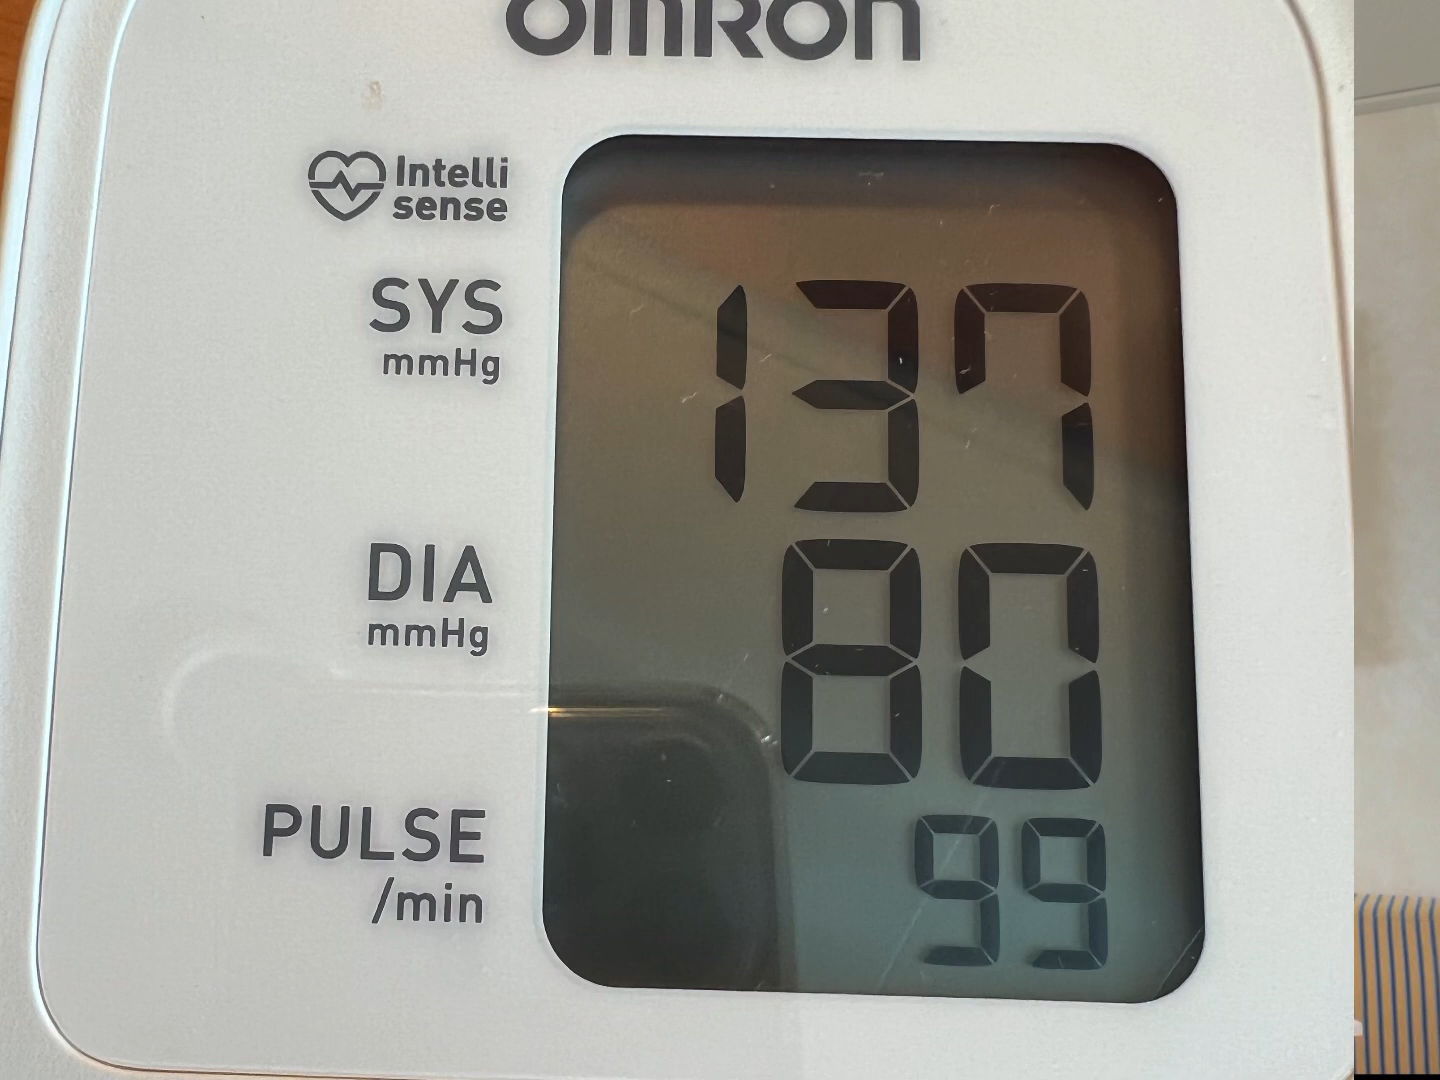 OMRON
Intelli
sense
SYS
mmHg
137
DIA
mmHg
80
PULSE
/min
99